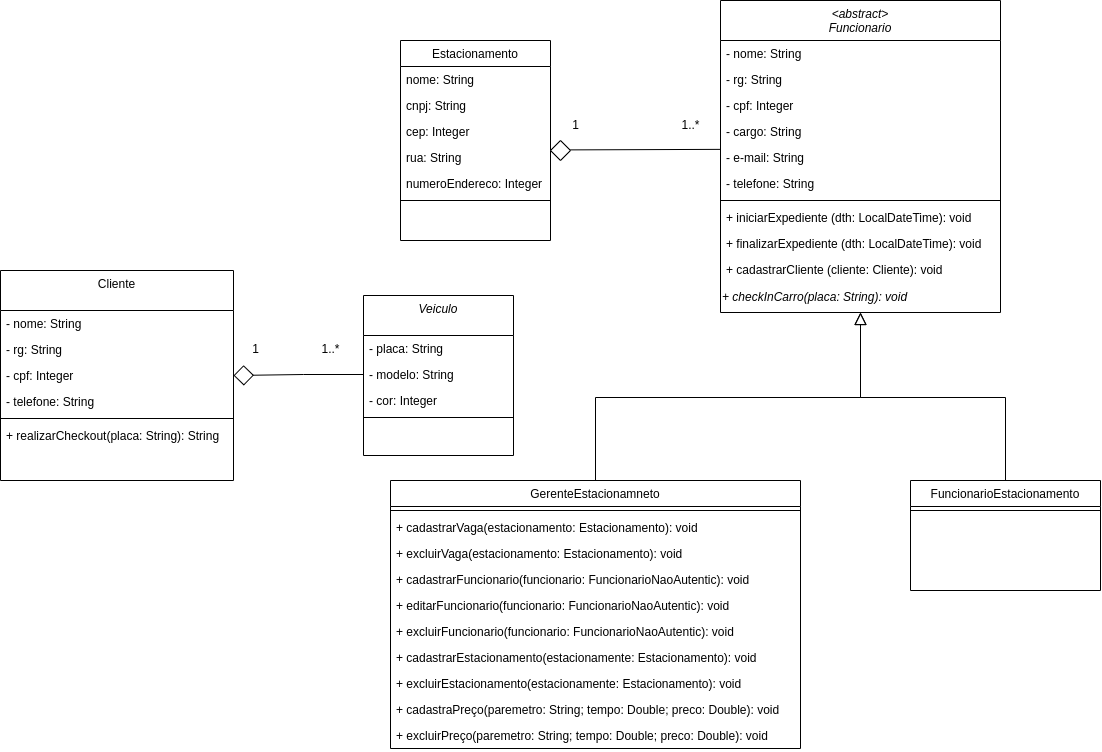 <abstract>
Funcionario
- nome: String
- rg: String
- cpf: Integer
- cargo: String
- e-mail: String
- telefone: String
+ iniciarExpediente (dth: LocalDateTime): void
+ finalizarExpediente (dth: LocalDateTime): void
+ cadastrarCliente (cliente: Cliente): void
+ checkInCarro(placa: String): void
Estacionamento
nome: String
cnpj: String
cep: Integer
rua: String
numeroEndereco: Integer
1
1..*
Cliente
- nome: String
- rg: String
- cpf: Integer
- telefone: String
+ realizarCheckout(placa: String): String
1
1..*
Veiculo
- placa: String
- modelo: String
- cor: Integer
GerenteEstacionamneto
+ cadastrarVaga(estacionamento: Estacionamento): void
+ excluirVaga(estacionamento: Estacionamento): void
+ cadastrarFuncionario(funcionario: FuncionarioNaoAutentic): void
+ editarFuncionario(funcionario: FuncionarioNaoAutentic): void
+ excluirFuncionario(funcionario: FuncionarioNaoAutentic): void
+ cadastrarEstacionamento(estacionamente: Estacionamento): void
+ excluirEstacionamento(estacionamente: Estacionamento): void
+ cadastraPreço(paremetro: String; tempo: Double; preco: Double): void
+ excluirPreço(paremetro: String; tempo: Double; preco: Double): void
FuncionarioEstacionamento